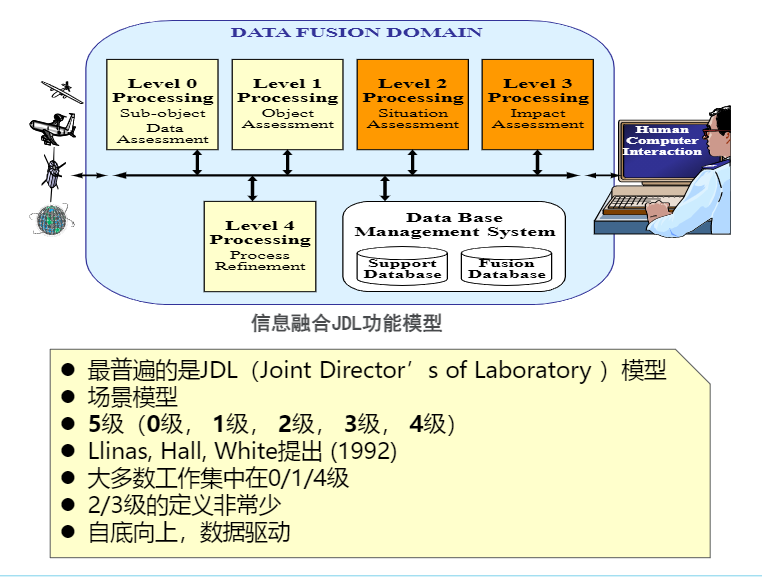 DATA FUSION DOMAIN
Level 0
Processing
Sub-object
Data
Assessment
Level 1
Processing
Object
Assessment
Level 2
Processing
Situation
Assessment
Level 3
Processing
Impact
Assessment
Human
Computer
Interaction
Level 4
Processing
Process
Refinement
Data Base
Management System
Support
Database
Fusion
Database
信息融合JDL功能模型
● 最普遍的是JDL（Joint Director’s of Laboratory ）模型
● 场景模型
● 5级（0级， 1级， 2级， 3级， 4级）
● Llinas, Hall, White提出 (1992)
● 大多数工作集中在0/1/4级
● 2/3级的定义非常少
● 自底向上，数据驱动